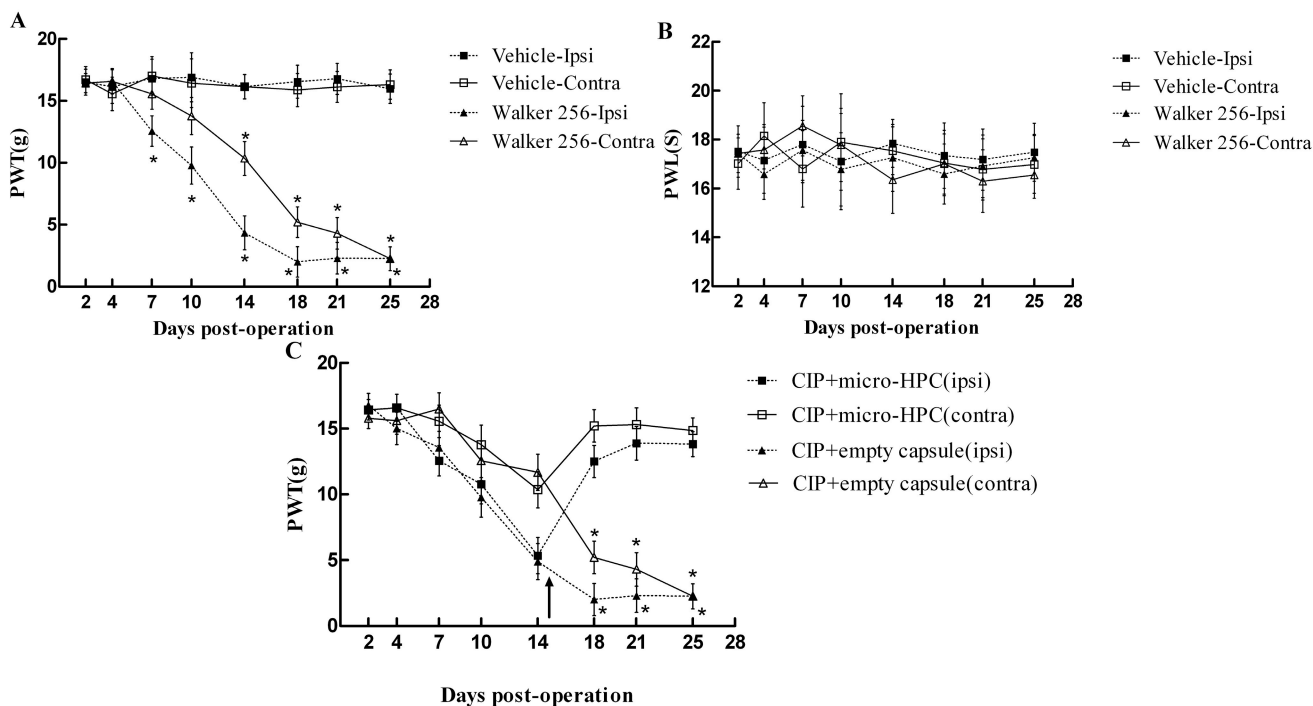 A
20
15
10
5
0
PWT(g)
*
*
*
*
*
*
*
*
*
*
2 4 7 10 14 18 21 25 28
Days post-operation
Vehicle-Ipsi
Vehicle-Contra
Walker 256-Ipsi
Walker 256-Contra
B
22
20
18
16
14
12
PWL(S)
2 4 7 10 14 18 21 25 28
Days post-operation
Vehicle-Ipsi
Vehicle-Contra
Walker 256-Ipsi
Walker 256-Contra
C
20
15
10
5
0
PWT(g)
*
*
*
*
*
*
2 4 7 10 14 18 21 25 28
Days post-operation
CIP+micro-HPC(ipsi)
CIP+micro-HPC(contra)
CIP+empty capsule(ipsi)
CIP+empty capsule(contra)